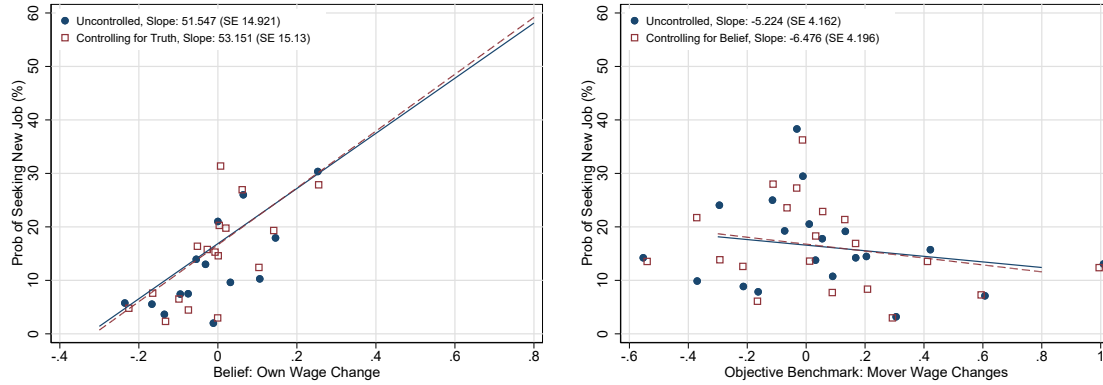 Uncontrolled, Slope: 51.547 (SE 14.921)
Controlling for Truth, Slope: 53.151 (SE 15.13)
Prob of Seeking New Job (%)
60
50
40
30
20
10
0
-.4 -.2 0 .2 .4 .6 .8
Belief: Own Wage Change
Uncontrolled, Slope: -5.224 (SE 4.162)
Controlling for Belief, Slope: -6.476 (SE 4.196)
Prob of Seeking New Job (%)
60
50
40
30
20
10
0
-.6 -.4 -.2 0 .2 .4 .6 .8 1
Objective Benchmark: Mover Wage Changes